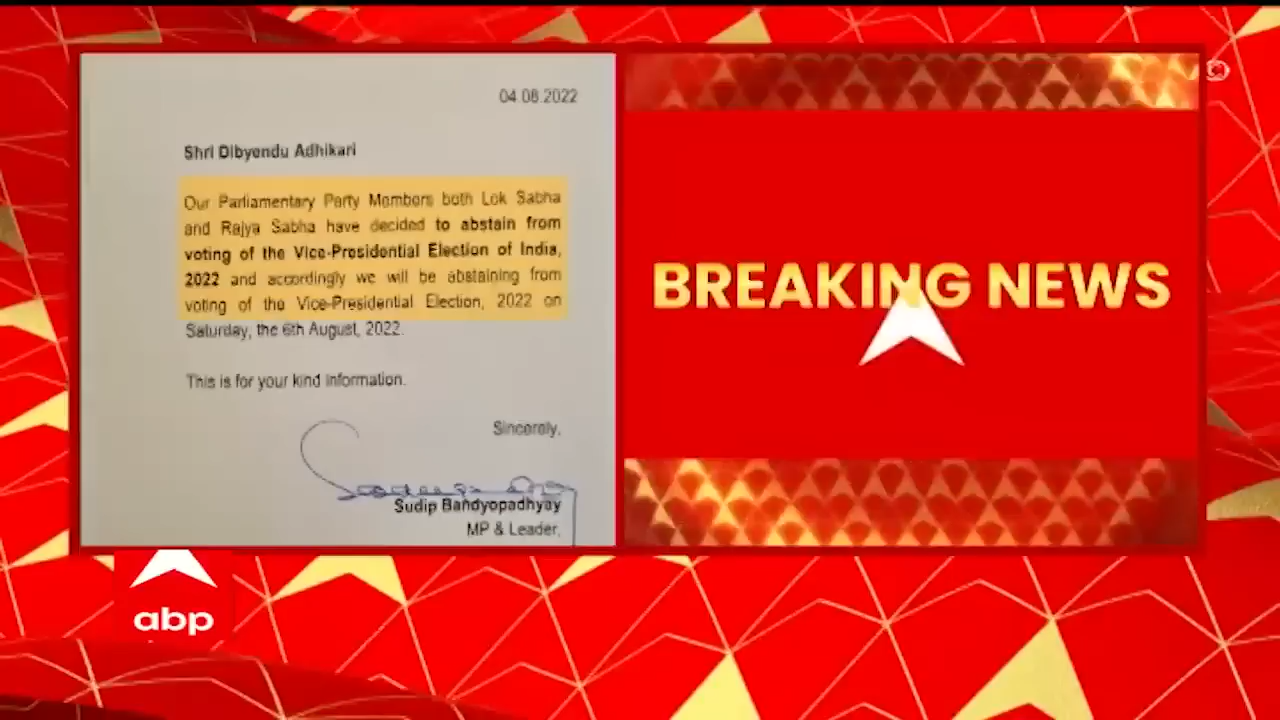 04.08.2022
Shri Dibyendu Adhikari
Our Parliamentary Party Members both Lok Sabha
and Rajya Sabha have decided to abstain from
voting of the Vice-Presidential Election of India,
2022 and accordingly we will be abstaining from
voting of the Vice-Presidential Election, 2022 on
Saturday, the 6th August, 2022.
This is for your kind information.
Sincerely,
Sudip Bandyopadhyay
MP & Leader,
BREAKING NEWS
abp